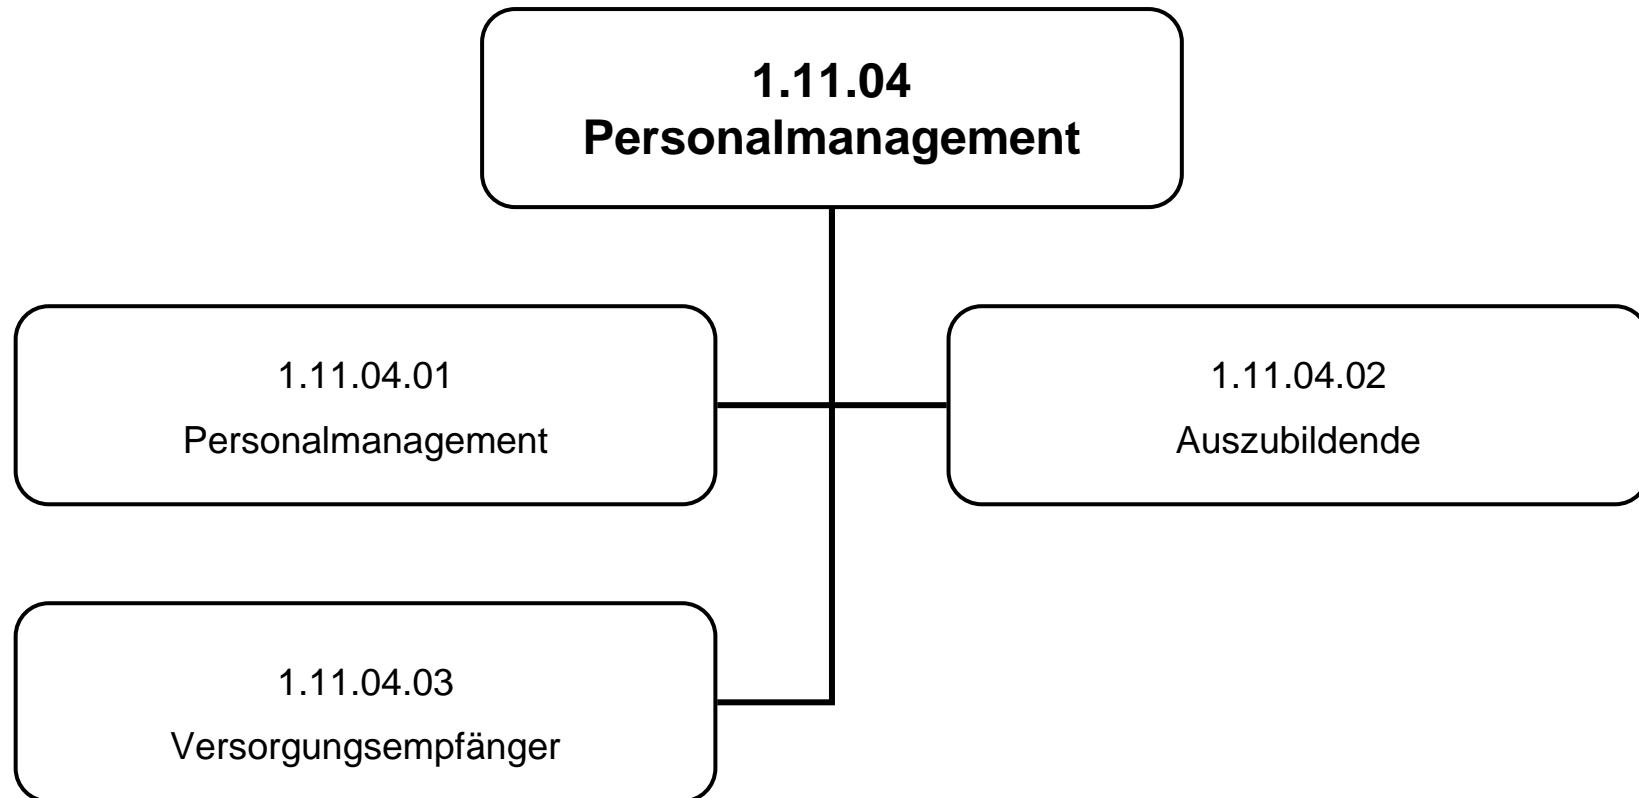 1.11.04
Personalmanagement
1.11.04.01
Personalmanagement
1.11.04.02
Auszubildende
1.11.04.03
Versorgungsempfänger